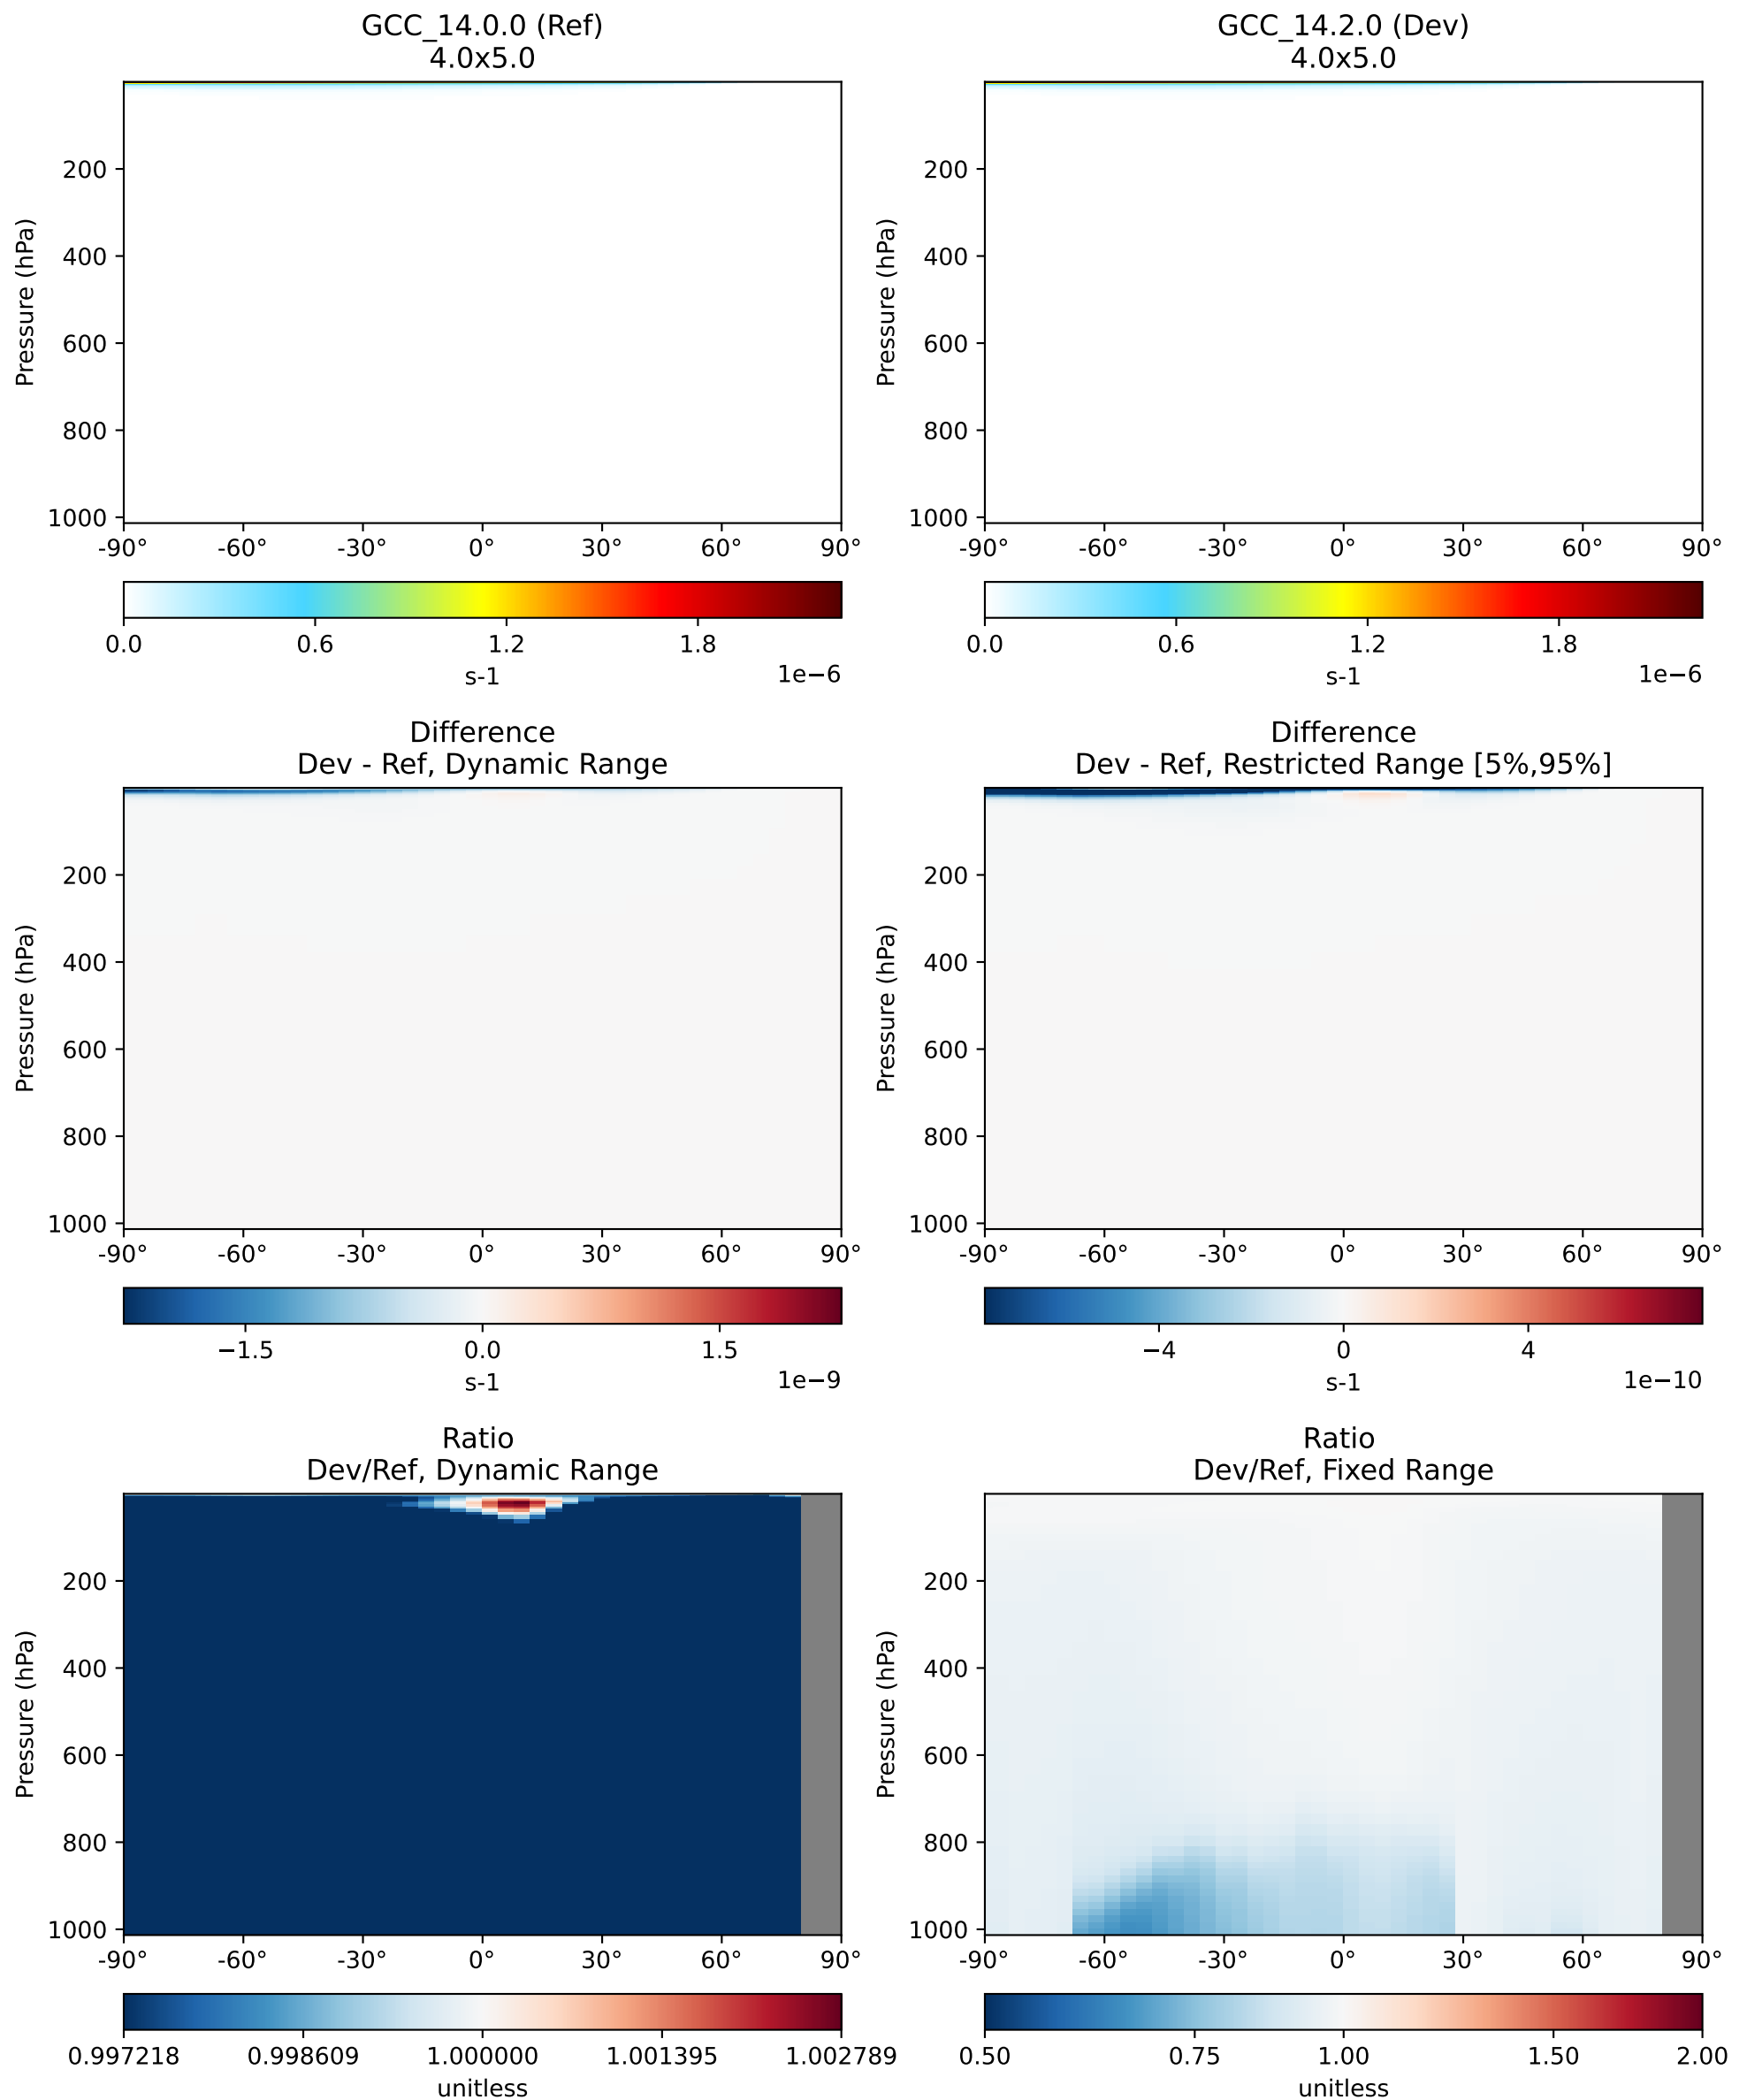 GCC_14.0.0 (Ref)
4.0x5.0
Pressure (hPa)
200
400
600
800
1000
-90° -60° -30° 0° 30° 60° 90°
0.0 0.6 1.2 1.8
s-1 1e−6
GCC_14.2.0 (Dev)
4.0x5.0
Pressure (hPa)
200
400
600
800
1000
-90° -60° -30° 0° 30° 60° 90°
0.0 0.6 1.2 1.8
s-1 1e−6
Difference
Dev - Ref, Dynamic Range
Pressure (hPa)
200
400
600
800
1000
-90° -60° -30° 0° 30° 60° 90°
−1.5 0.0 1.5
s-1 1e−9
Difference
Dev - Ref, Restricted Range [5%,95%]
Pressure (hPa)
200
400
600
800
1000
-90° -60° -30° 0° 30° 60° 90°
−4 0 4
s-1 1e−10
Ratio
Dev/Ref, Dynamic Range
Pressure (hPa)
200
400
600
800
1000
-90° -60° -30° 0° 30° 60° 90°
0.997218 0.998609 1.000000 1.001395 1.002789
unitless
Ratio
Dev/Ref, Fixed Range
Pressure (hPa)
200
400
600
800
1000
-90° -60° -30° 0° 30° 60° 90°
0.50 0.75 1.00 1.50 2.00
unitless